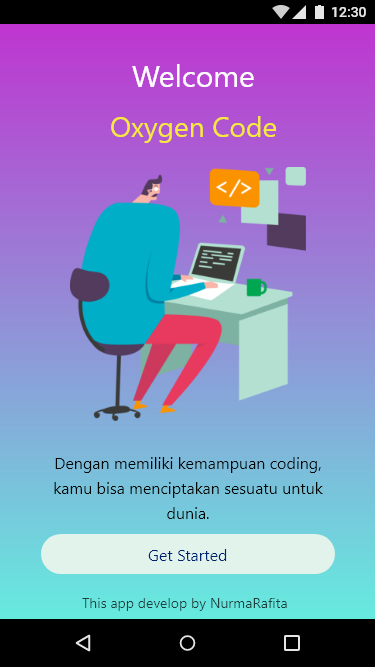 12:30
Welcome
Oxygen Code
</>
Dengan memiliki kemampuan coding,
kamu bisa menciptakan sesuatu untuk
dunia.
Get Started
This app develop by NurmaRafita